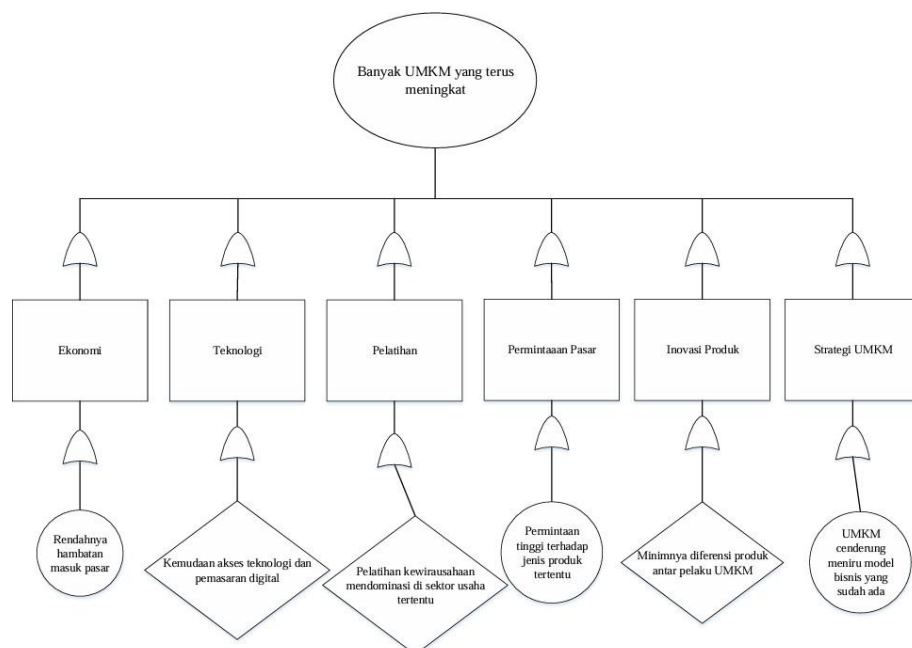 Banyak UMKM yang terus
meningkat
Ekonomi
Teknologi
Pelatihan
Permintaaan Pasar
Inovasi Produk
Strategi UMKM
Rendahnya
hambatan
masuk pasar
Kemudaan akses teknologi dan
pemasaran digital
Pelatihan kewirausahaan
mendominasi di sektor usaha
tertentu
Permintaan
tinggi terhadap
jenis produk
tertentu
Minimnya diferensi produk
antar pelaku UMKM
UMKM
cenderung
meniru model
bisnis yang
sudah ada